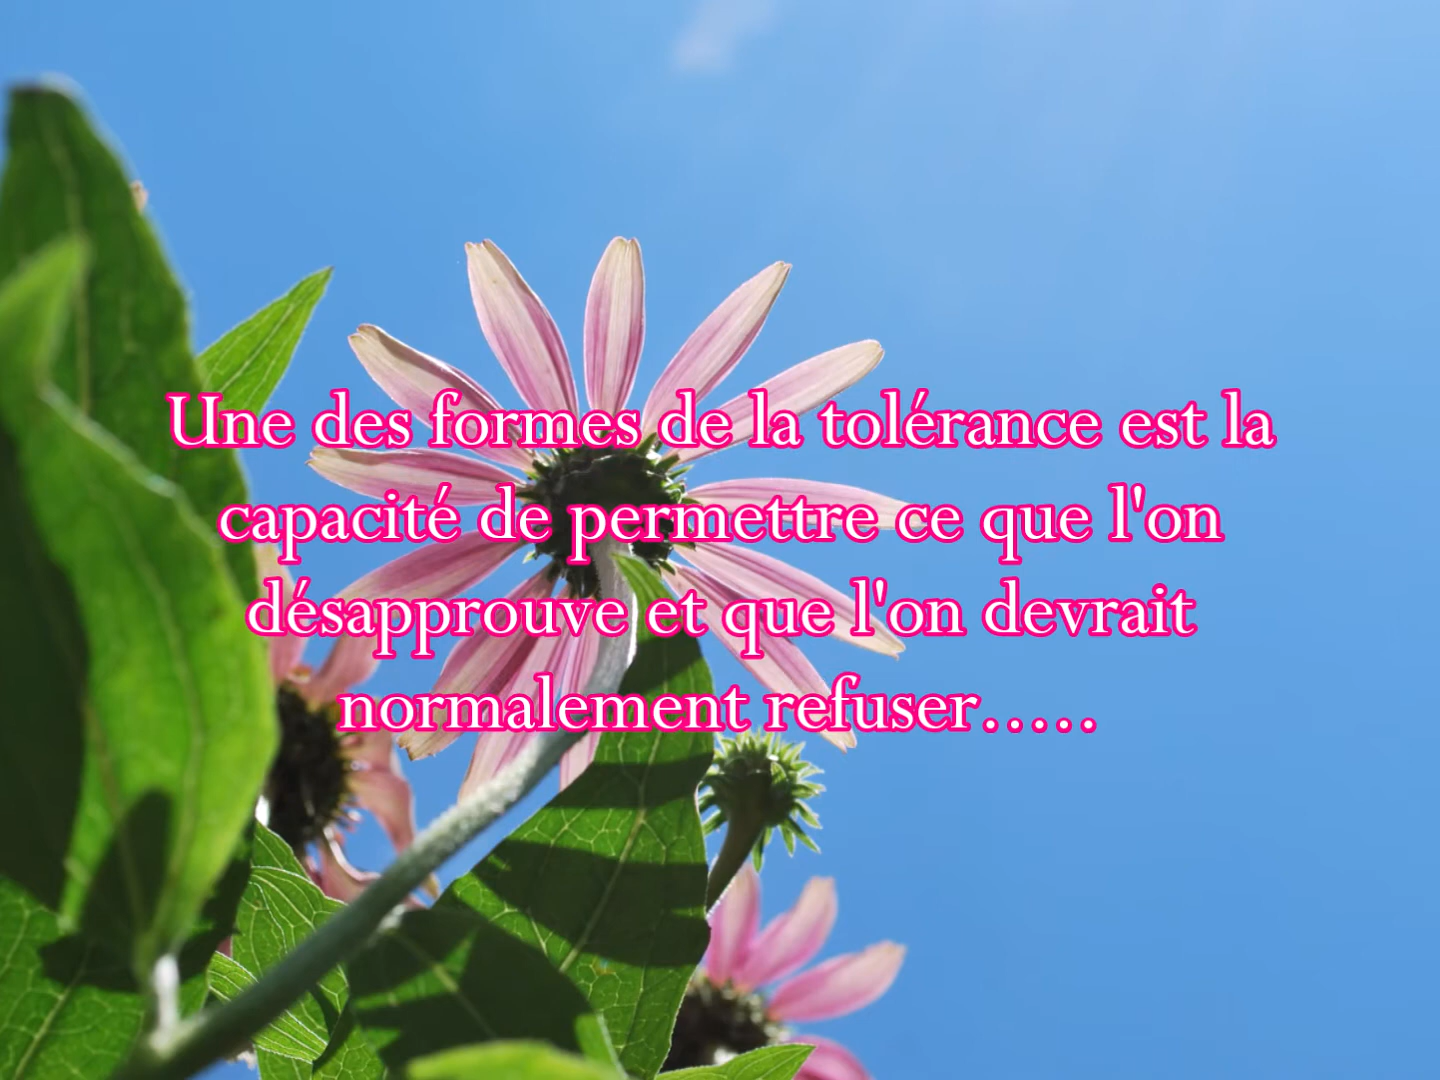 Une des formes de la tolérance est la
capacité de permettre ce que l'on
désapprouve et que l'on devrait
normalement refuser.....